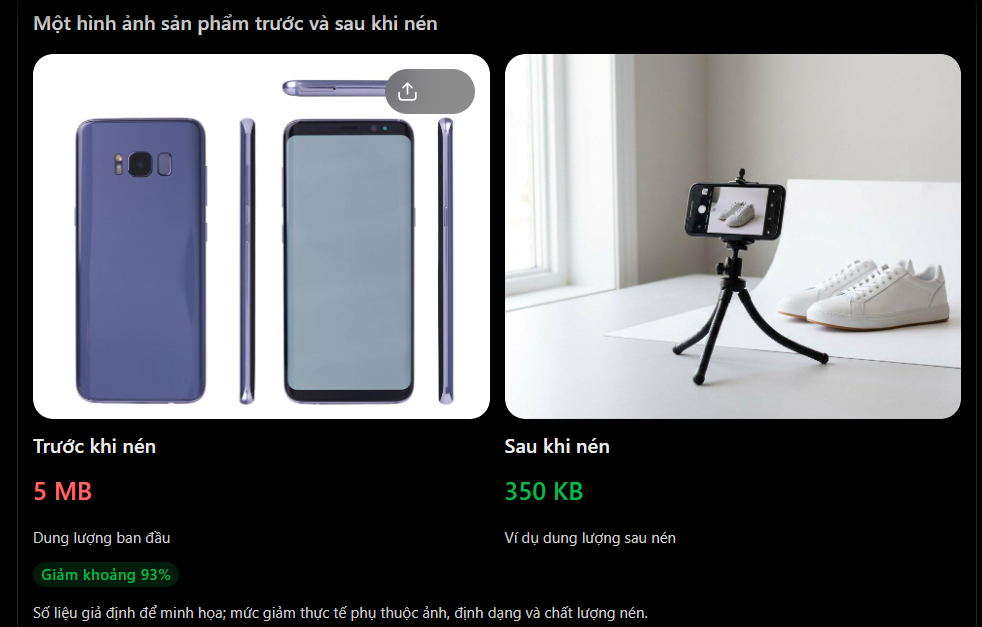 Một hình ảnh sản phẩm trước và sau khi nén
Trước khi nén
5 MB
Dung lượng ban đầu
Giảm khoảng 93%
Sau khi nén
350 KB
Ví dụ dung lượng sau nén
Số liệu giả định để minh họa; mức giảm thực tế phụ thuộc ảnh, định dạng và chất lượng nén.